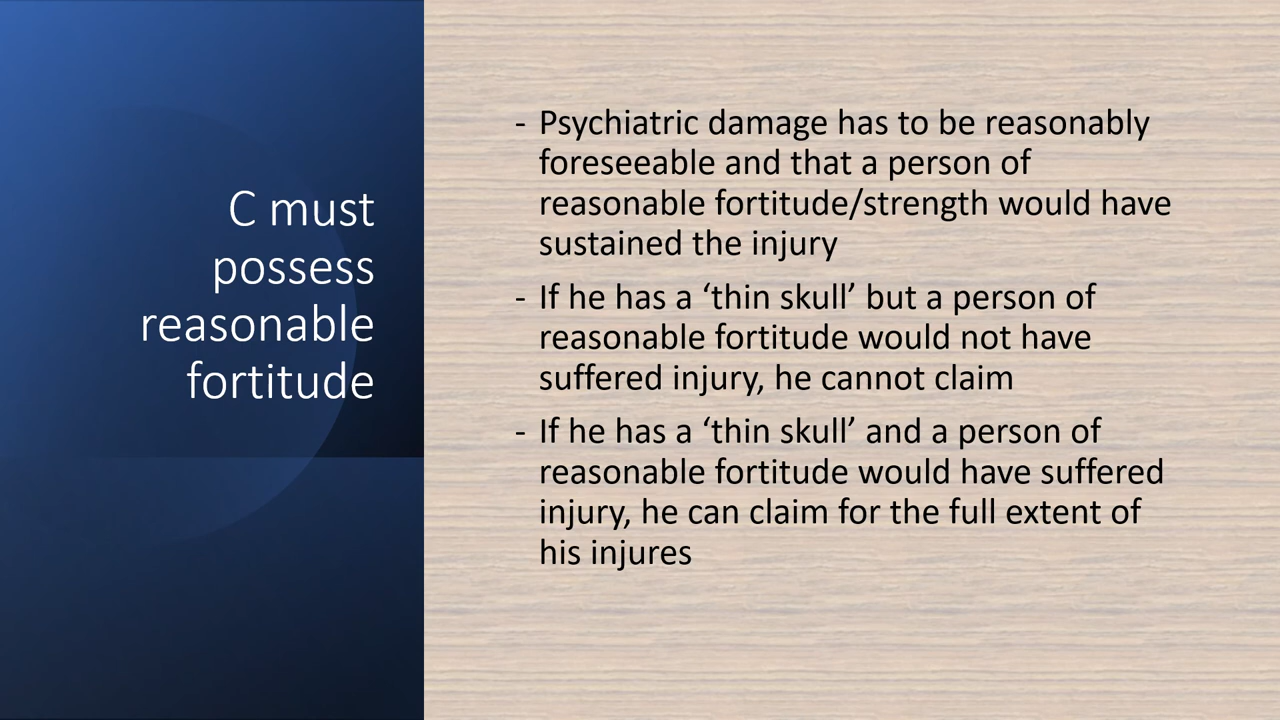 C must
possess
reasonable
fortitude
- Psychiatric damage has to be reasonably
foreseeable and that a person of
reasonable fortitude/strength would have
sustained the injury
- If he has a ‘thin skull’ but a person of
reasonable fortitude would not have
suffered injury, he cannot claim
- If he has a ‘thin skull’ and a person of
reasonable fortitude would have suffered
injury, he can claim for the full extent of
his injures